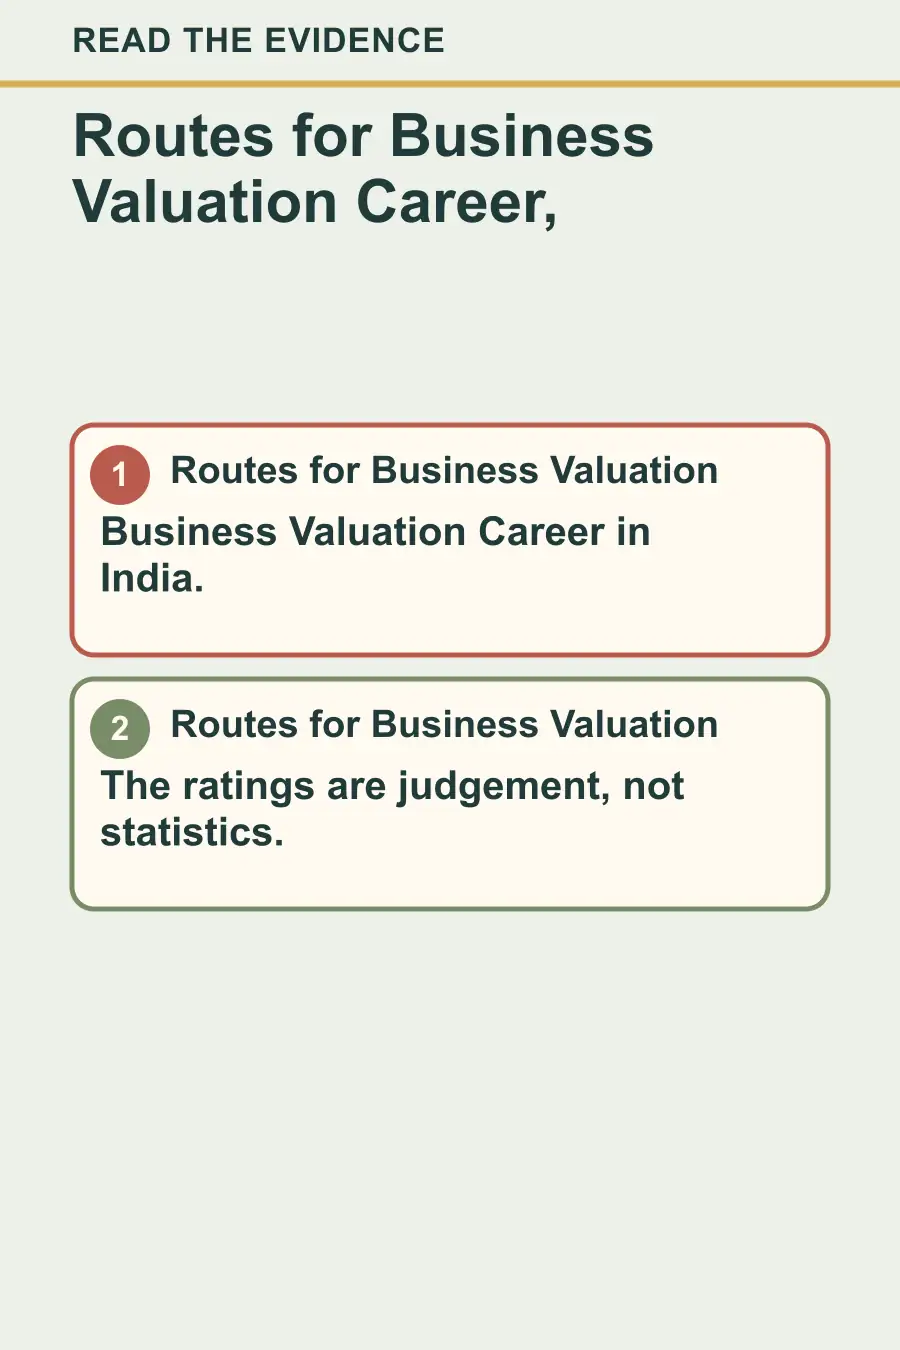 READ THE EVIDENCE
Routes for Business
Valuation Career,
1 Routes for Business Valuation
Business Valuation Career in
India.
2 Routes for Business Valuation
The ratings are judgement, not
statistics.